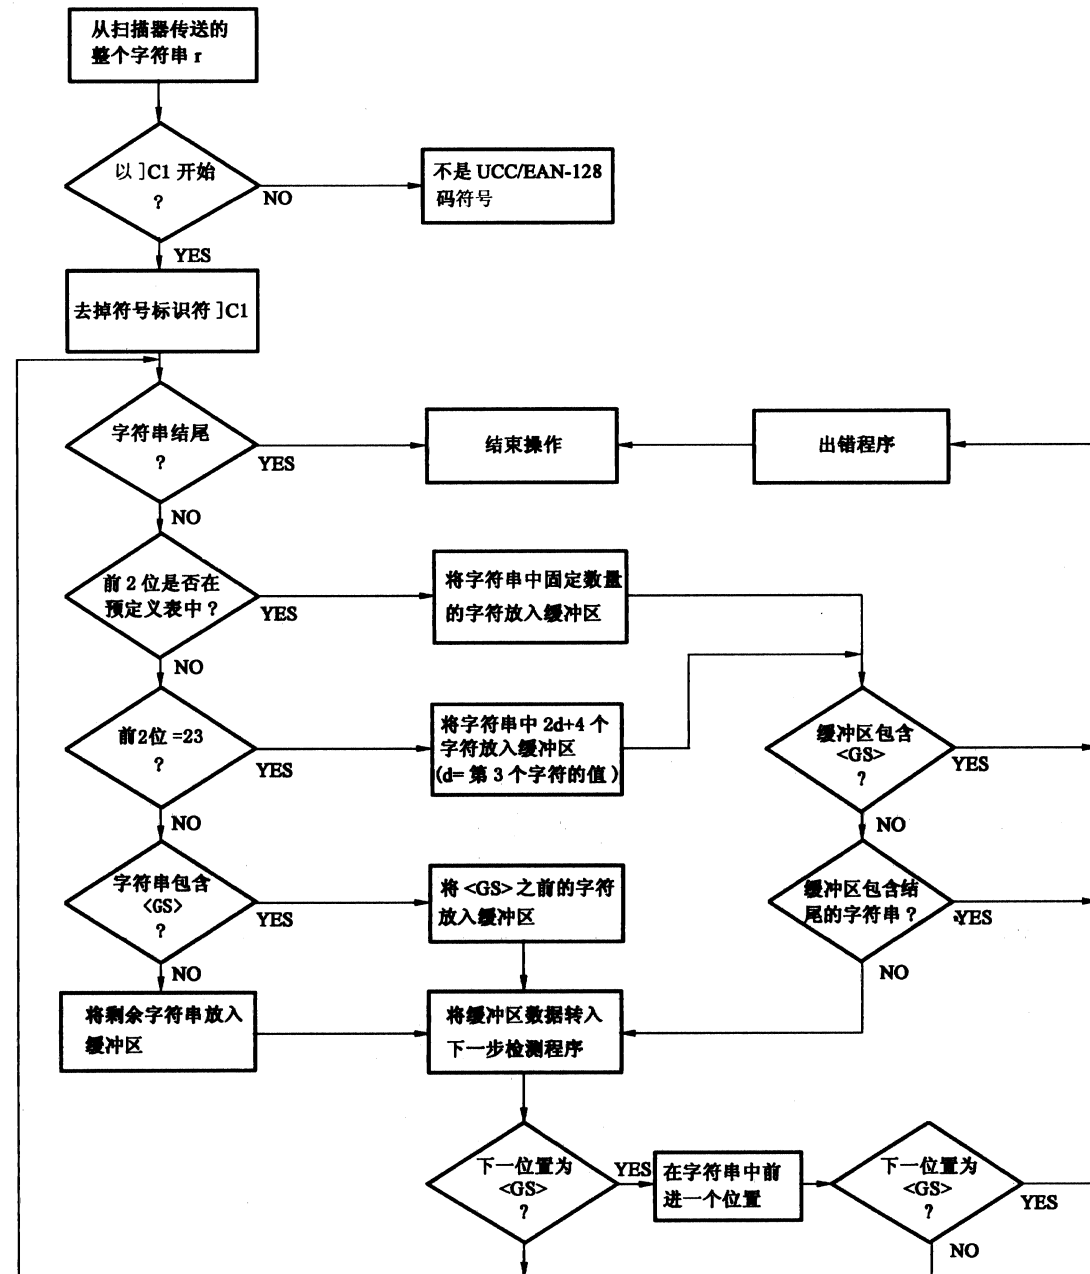 从扫描器传送的
整个字符串 r
以 ]C1 开始
?
NO
不是 UCC/EAN-128
码符号
YES
去掉符号标识符 ]C1
字符串结尾
?
YES
结束操作
出错程序
NO
前 2 位是否在
预定义表中?
YES
将字符串中固定数量
的字符放入缓冲区
NO
前2位 =23
?
YES
将字符串中 2d+4 个
字符放入缓冲区
(d= 第 3 个字符的值 )
缓冲区包含
<GS>
?
YES
NO
NO
字符串包含
<GS>
?
YES
将 <GS> 之前的字符
放入缓冲区
缓冲区包含结
尾的字符串?
YES
NO
NO
将剩余字符串放入
缓冲区
将缓冲区数据转入
下一步检测程序
下一位置为
<GS>
?
YES
在字符串中前
进一个位置
下一位置为
<GS>
?
YES
NO